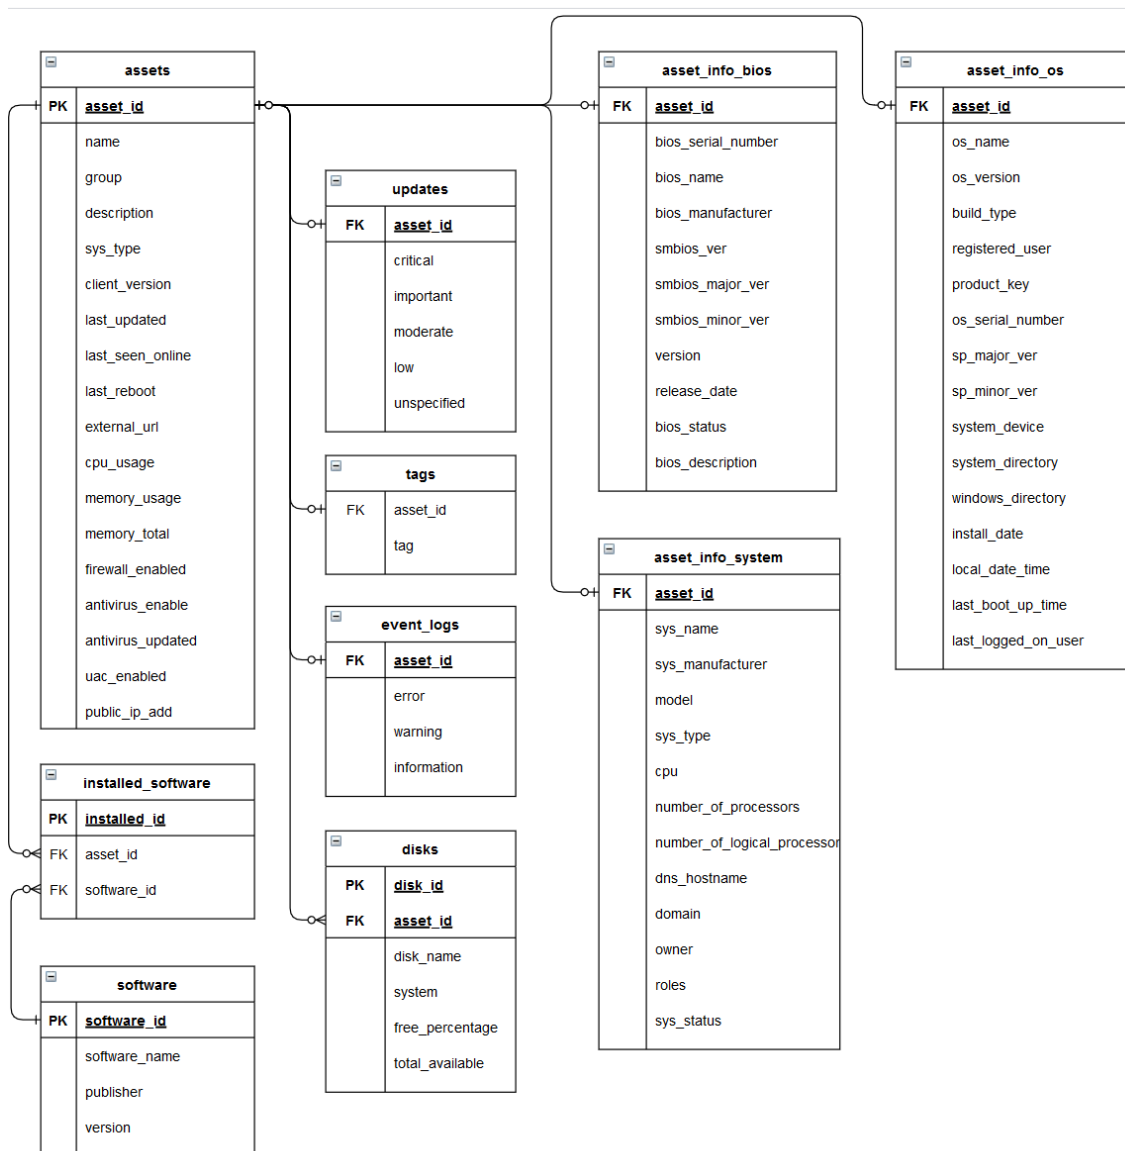 assets
PK asset_id
name
group
description
sys_type
client_version
last_updated
last_seen_online
last_reboot
external_url
cpu_usage
memory_usage
memory_total
firewall_enabled
antivirus_enable
antivirus_updated
uac_enabled
public_ip_add
installed_software
PK installed_id
FK asset_id
FK software_id
software
PK software_id
software_name
publisher
version
updates
FK asset_id
critical
important
moderate
low
unspecified
tags
FK asset_id
tag
event_logs
FK asset_id
error
warning
information
disks
PK disk_id
FK asset_id
disk_name
system
free_percentage
total_available
asset_info_bios
FK asset_id
bios_serial_number
bios_name
bios_manufacturer
smbios_ver
smbios_major_ver
smbios_minor_ver
version
release_date
bios_status
bios_description
asset_info_system
FK asset_id
sys_name
sys_manufacturer
model
sys_type
cpu
number_of_processors
number_of_logical_processor
dns_hostname
domain
owner
roles
sys_status
asset_info_os
FK asset_id
os_name
os_version
build_type
registered_user
product_key
os_serial_number
sp_major_ver
sp_minor_ver
system_device
system_directory
windows_directory
install_date
local_date_time
last_boot_up_time
last_logged_on_user